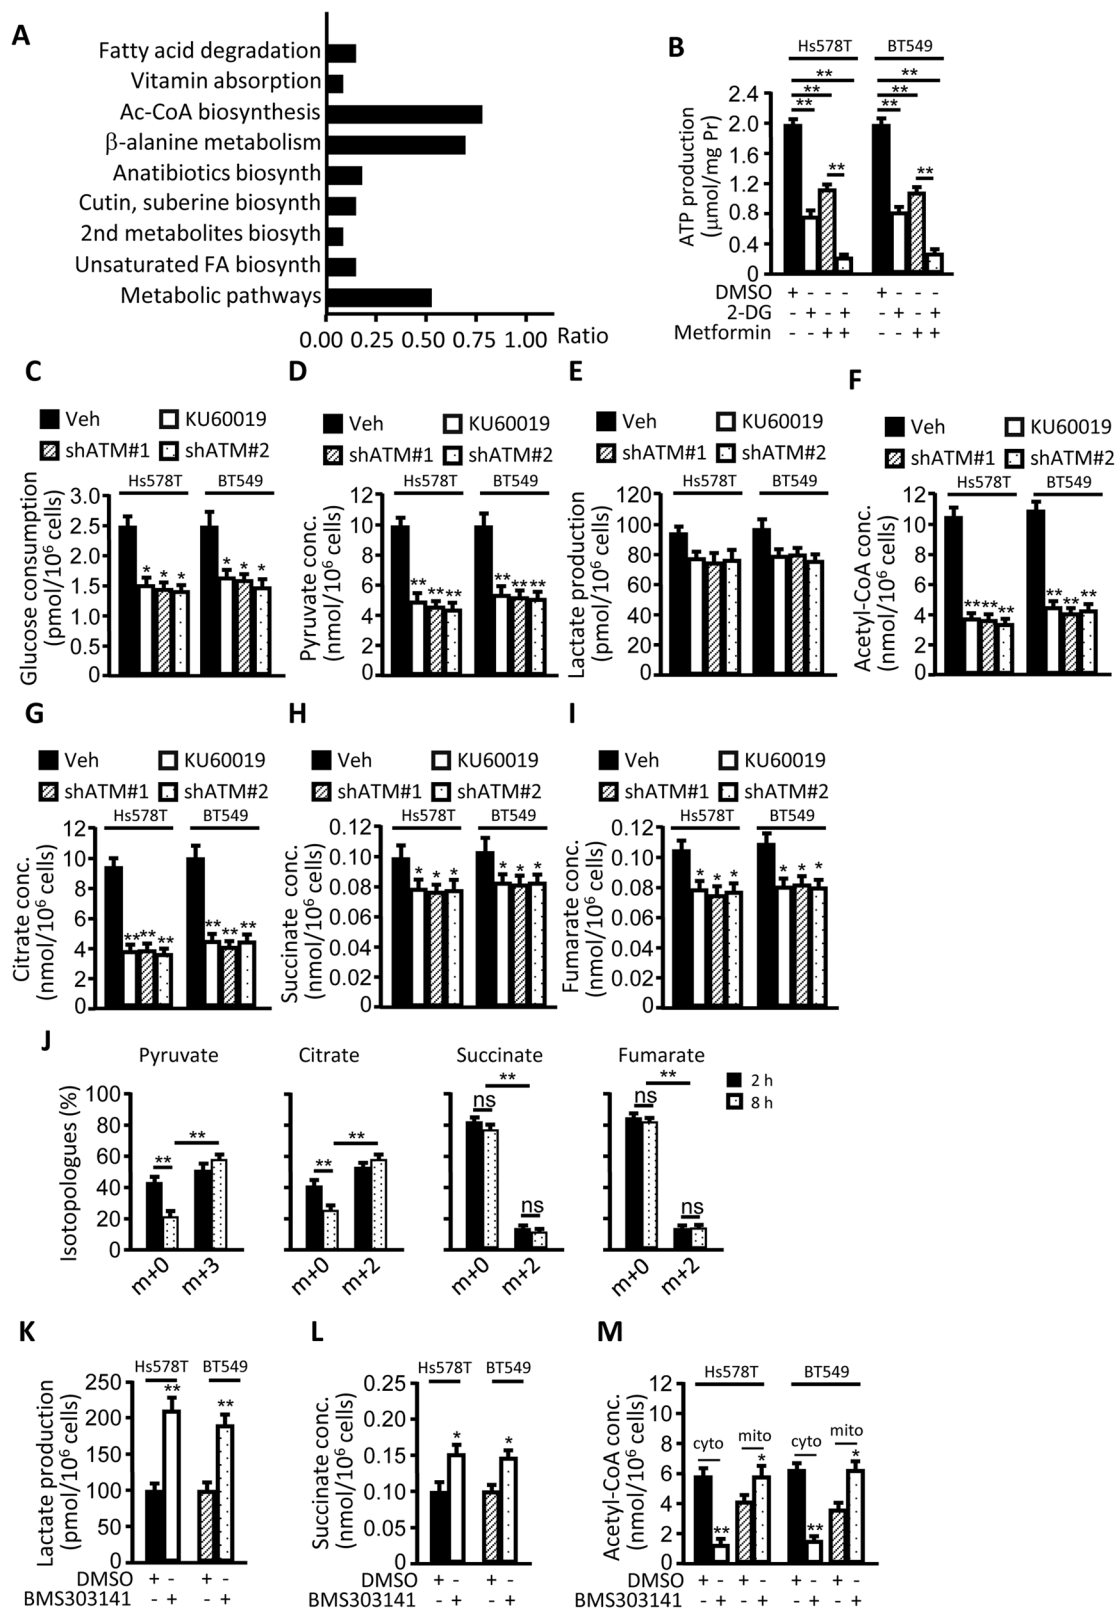 A
Fatty acid degradation
Vitamin absorption
Ac-CoA biosynthesis
β-alanine metabolism
Anatibiotics biosynth
Cutin, suberine biosynth
2nd metabolites biosyth
Unsaturated FA biosynth
Metabolic pathways
0.00 0.25 0.50 0.75 1.00 Ratio
B
Hs578T BT549
** **
** **
** **
** **
ATP production
(μmol/mg Pr)
2.4
2.0
1.6
1.2
0.8
0.4
0
DMSO + - - - + - - -
2-DG - + - + - + - +
Metformin - - + + - - + +
C
Veh KU60019
shATM#1 shATM#2
Hs578T BT549
Glucose consumption
(pmol/10⁶ cells)
3.0
2.5
2.0
1.5
1.0
0.5
0
* * * * * *
D
Veh KU60019
shATM#1 shATM#2
Hs578T BT549
Pyruvate conc.
(nmol/10⁶ cells)
12
10
8
6
4
2
0
** ** ** ** ** **
E
Veh KU60019
shATM#1 shATM#2
Hs578T BT549
Lactate production
(pmol/10⁶ cells)
120
100
80
60
40
20
0
F
Veh KU60019
shATM#1 shATM#2
Hs578T BT549
Acetyl-CoA conc.
(nmol/10⁶ cells)
12
10
8
6
4
2
0
** ** ** ** ** **
G
Veh KU60019
shATM#1 shATM#2
Hs578T BT549
Citrate conc.
(nmol/10⁶ cells)
12
10
8
6
4
2
0
** ** ** ** ** **
H
Veh KU60019
shATM#1 shATM#2
Hs578T BT549
Succinate conc.
(nmol/10⁶ cells)
0.12
0.10
0.08
0.06
0.04
0.02
0
* * * * * *
I
Veh KU60019
shATM#1 shATM#2
Hs578T BT549
Fumarate conc.
(nmol/10⁶ cells)
0.12
0.10
0.08
0.06
0.04
0.02
0
* * * * * *
J
Pyruvate Citrate Succinate Fumarate
2 h
8 h
Isotopologues (%)
100
80
60
40
20
0
** **
** **
ns ** ns
ns ** ns
m+0 m+3 m+0 m+2 m+0 m+2 m+0 m+2
K
Hs578T BT549
Lactate production
(pmol/10⁶ cells)
250
200
150
100
50
0
** **
DMSO + - + -
BMS303141 - + - +
L
Hs578T BT549
Succinate conc.
(nmol/10⁶ cells)
0.25
0.20
0.15
0.10
0.05
0
* *
DMSO + - + -
BMS303141 - + - +
M
Hs578T BT549
Acetyl-CoA conc.
(nmol/10⁶ cells)
12
10
8
6
4
2
0
cyto mito cyto mito
** * ** *
DMSO + - + - + - + -
BMS303141 - + - + - + - +